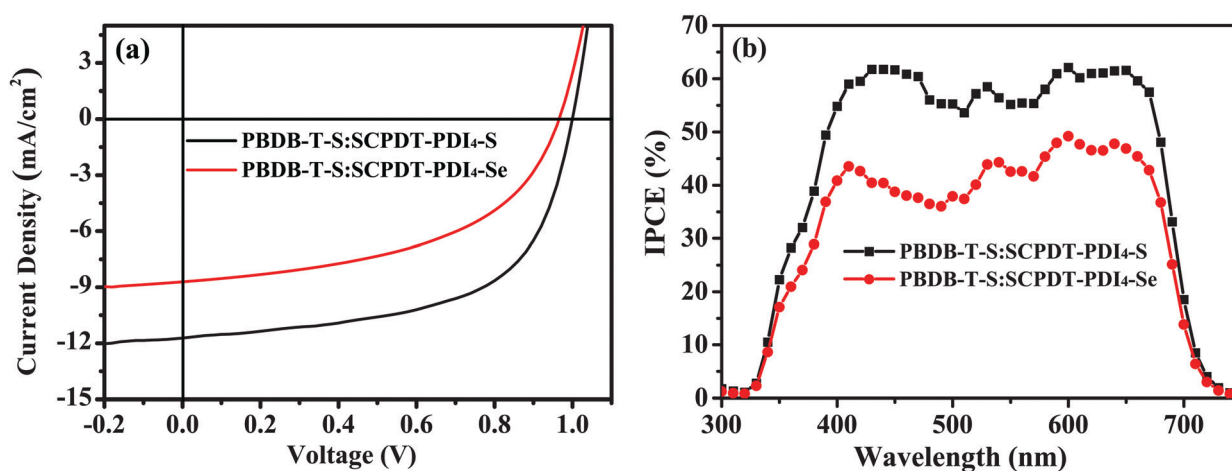 (a)
Current Density (mA/cm²)
3
0
-3
-6
-9
-12
-15
PBDB-T-S:SCPDT-PDI₄-S
PBDB-T-S:SCPDT-PDI₄-Se
-0.2
0.0
0.2
0.4
0.6
0.8
1.0
Voltage (V)
(b)
IPCE (%)
70
60
50
40
30
20
10
0
PBDB-T-S:SCPDT-PDI₄-S
PBDB-T-S:SCPDT-PDI₄-Se
300
400
500
600
700
Wavelength (nm)